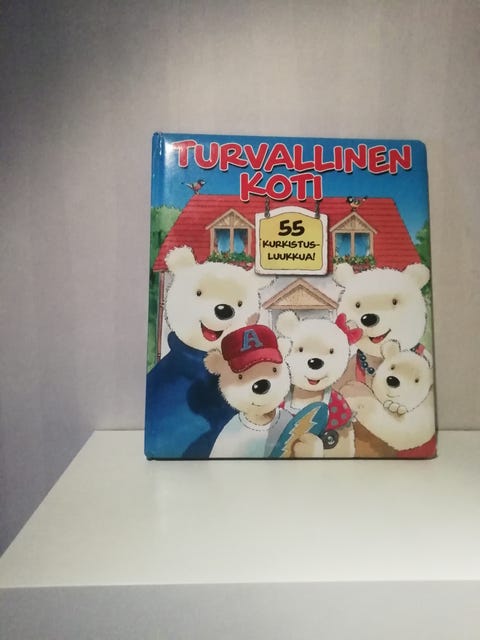 TURVALLINEN
KOTI
55
KURKISTUS-
LUUKKUA!
A